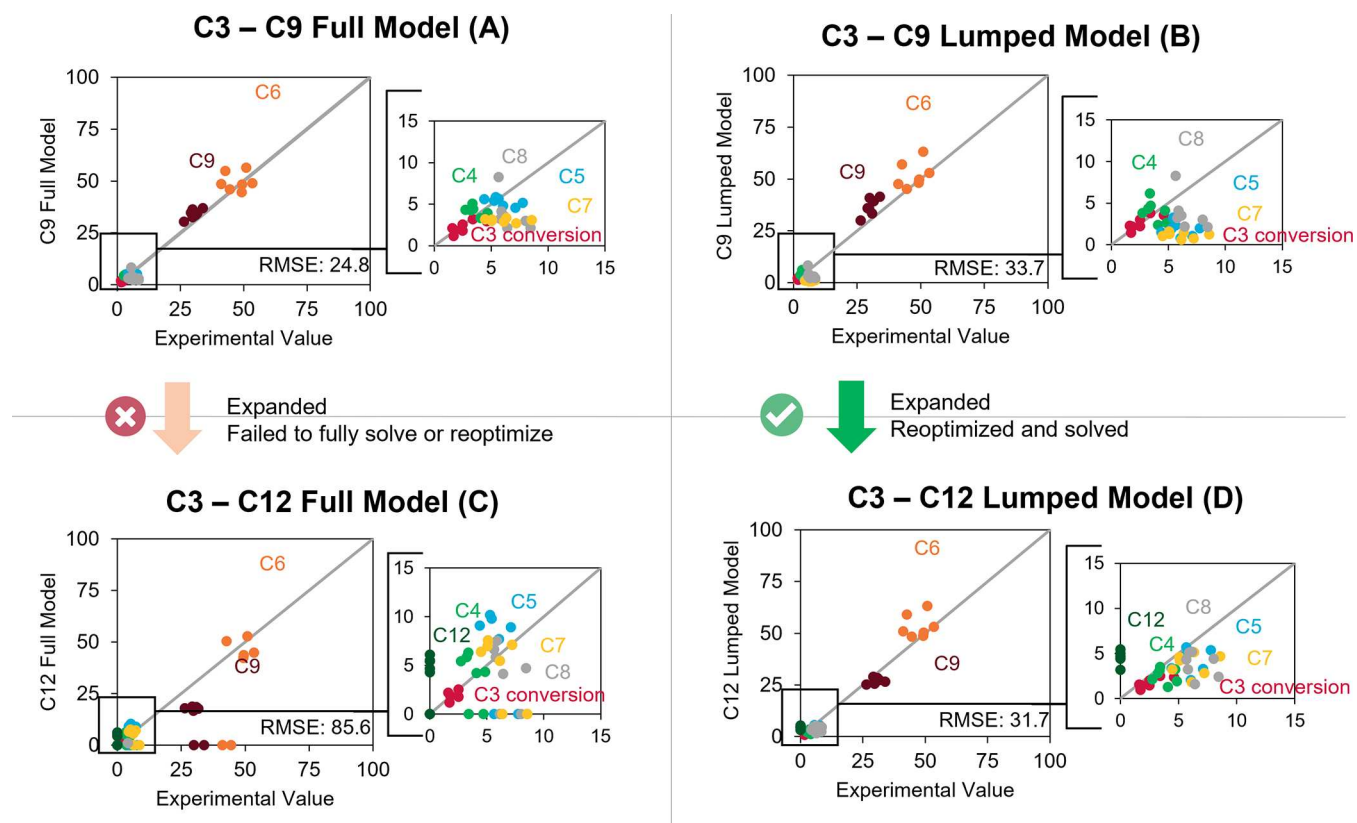 C3 – C9 Full Model (A)
C9 Full Model
100
75
50
25
0
C6
C9
RMSE: 24.8
0 25 50 75 100
Experimental Value
15
10
5
0
C8
C4
C5
C7
C3 conversion
0 5 10 15
C3 – C9 Lumped Model (B)
C9 Lumped Model
100
75
50
25
0
C6
C9
RMSE: 33.7
0 25 50 75 100
Experimental Value
15
10
5
0
C8
C4
C5
C7
C3 conversion
0 5 10 15
Expanded
Failed to fully solve or reoptimize
Expanded
Reoptimized and solved
C3 – C12 Full Model (C)
C12 Full Model
100
75
50
25
0
C6
C9
RMSE: 85.6
0 25 50 75 100
Experimental Value
15
10
5
0
C4
C5
C12
C7
C8
C3 conversion
0 5 10 15
C3 – C12 Lumped Model (D)
C12 Lumped Model
100
75
50
25
0
C6
C9
RMSE: 31.7
0 25 50 75 100
Experimental Value
15
10
5
0
C8
C12
C5
C4
C7
C3 conversion
0 5 10 15